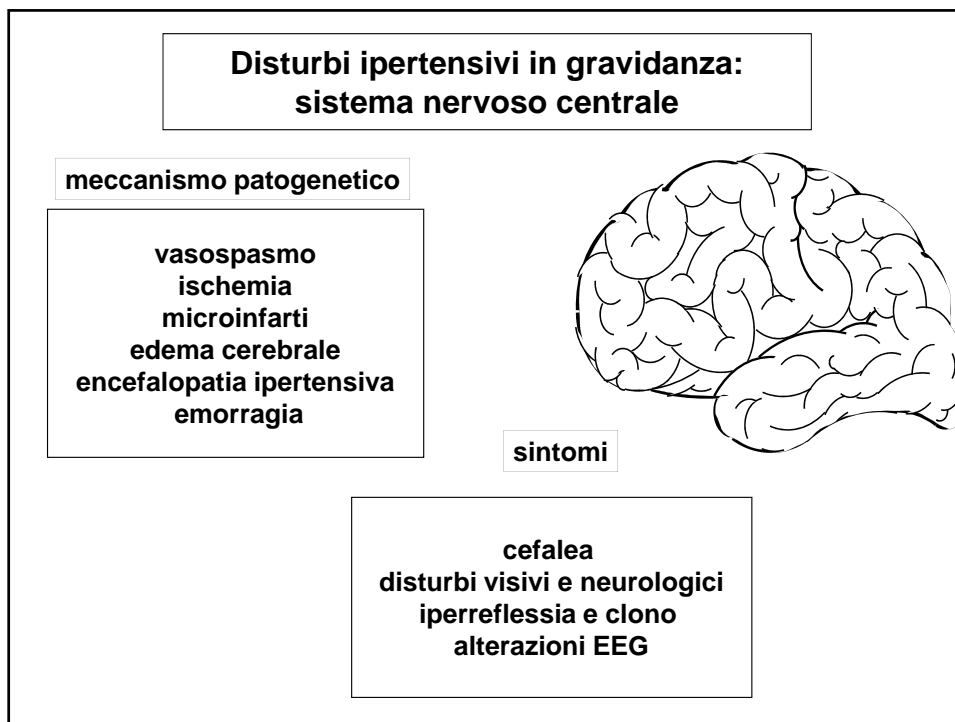 Disturbi ipertensivi in gravidanza:
sistema nervoso centrale
meccanismo patogenetico
vasospasmo
ischemia
microinfarti
edema cerebrale
encefalopatia ipertensiva
emorragia
sintomi
cefalea
disturbi visivi e neurologici
iperreflessia e clono
alterazioni EEG